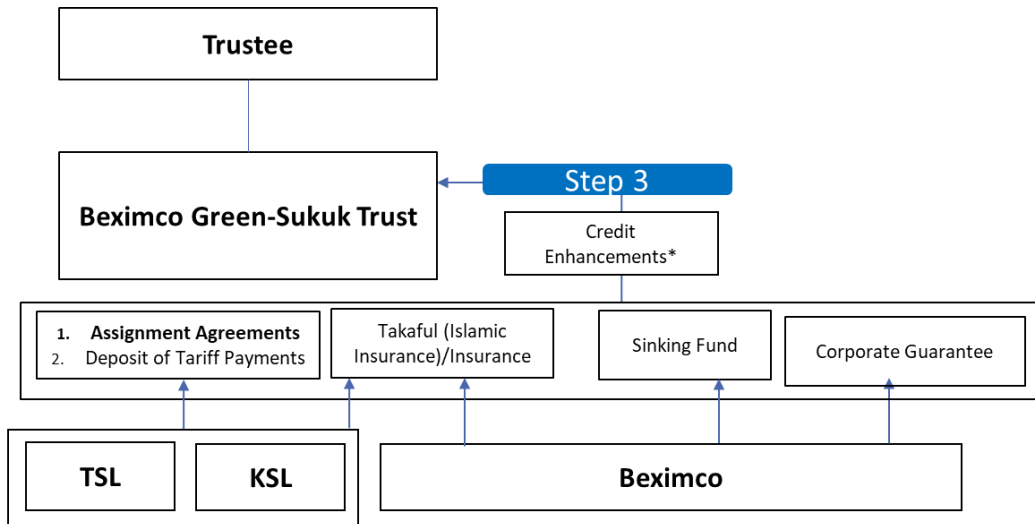 Trustee
Beximco Green-Sukuk Trust
Step 3
Credit
Enhancements*
1. Assignment Agreements
2. Deposit of Tariff Payments
Takaful (Islamic
Insurance)/Insurance
Sinking Fund
Corporate Guarantee
TSL
KSL
Beximco